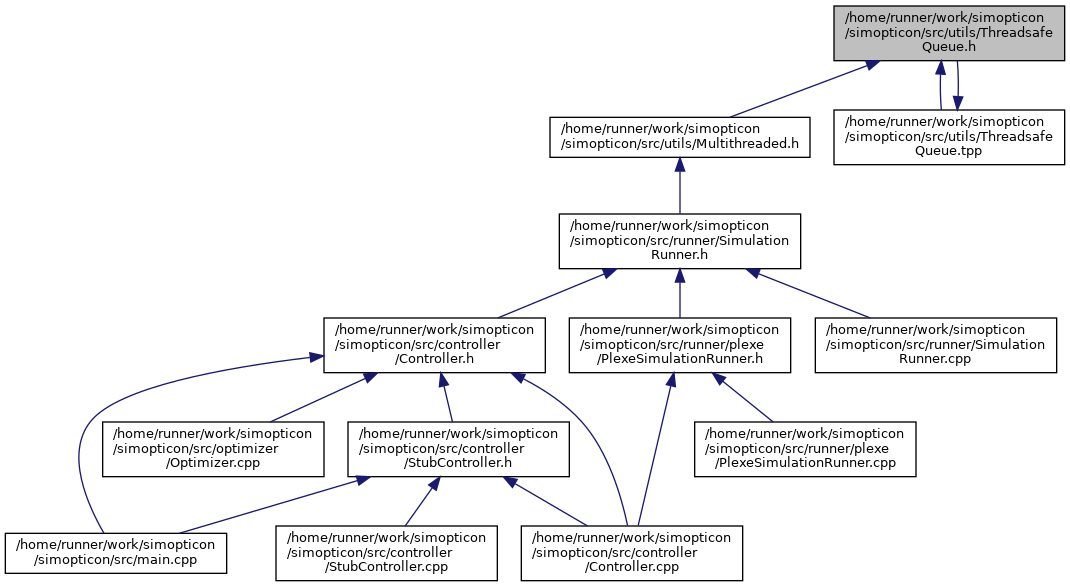 /home/runner/work/simopticon
/simopticon/src/utils/Threadsafe
Queue.h
/home/runner/work/simopticon
/simopticon/src/utils/Multithreaded.h
/home/runner/work/simopticon
/simopticon/src/utils/Threadsafe
Queue.tpp
/home/runner/work/simopticon
/simopticon/src/runner/Simulation
Runner.h
/home/runner/work/simopticon
/simopticon/src/controller
/Controller.h
/home/runner/work/simopticon
/simopticon/src/runner/plexe
/PlexeSimulationRunner.h
/home/runner/work/simopticon
/simopticon/src/runner/Simulation
Runner.cpp
/home/runner/work/simopticon
/simopticon/src/optimizer
/Optimizer.cpp
/home/runner/work/simopticon
/simopticon/src/controller
/StubController.h
/home/runner/work/simopticon
/simopticon/src/runner/plexe
/PlexeSimulationRunner.cpp
/home/runner/work/simopticon
/simopticon/src/main.cpp
/home/runner/work/simopticon
/simopticon/src/controller
/StubController.cpp
/home/runner/work/simopticon
/simopticon/src/controller
/Controller.cpp